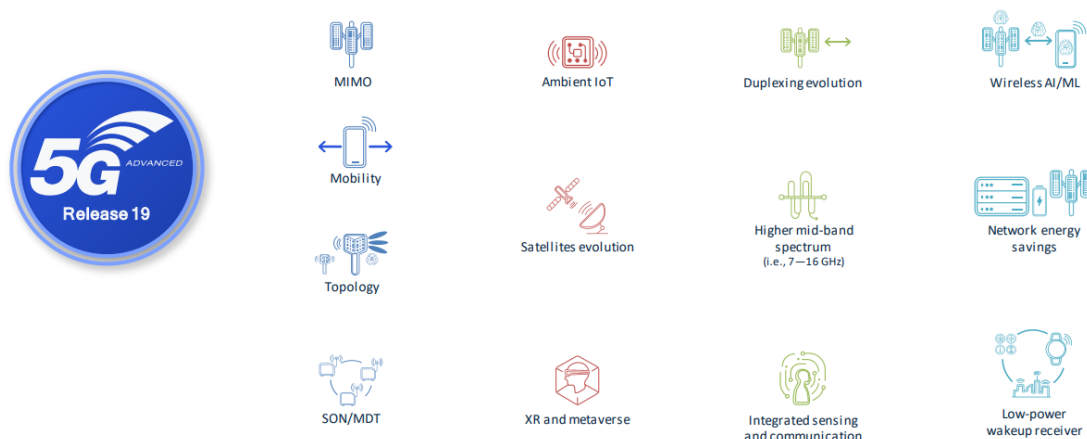 5G
ADVANCED
Release 19
MIMO
Ambient IoT
Duplexing evolution
Wireless AI/ML
Mobility
Satellites evolution
Higher mid-band
spectrum
(i.e., 7—16 GHz)
Network energy
savings
Topology
SON/MDT
XR and metaverse
Integrated sensing
and communication
Low-power
wakeup receiver